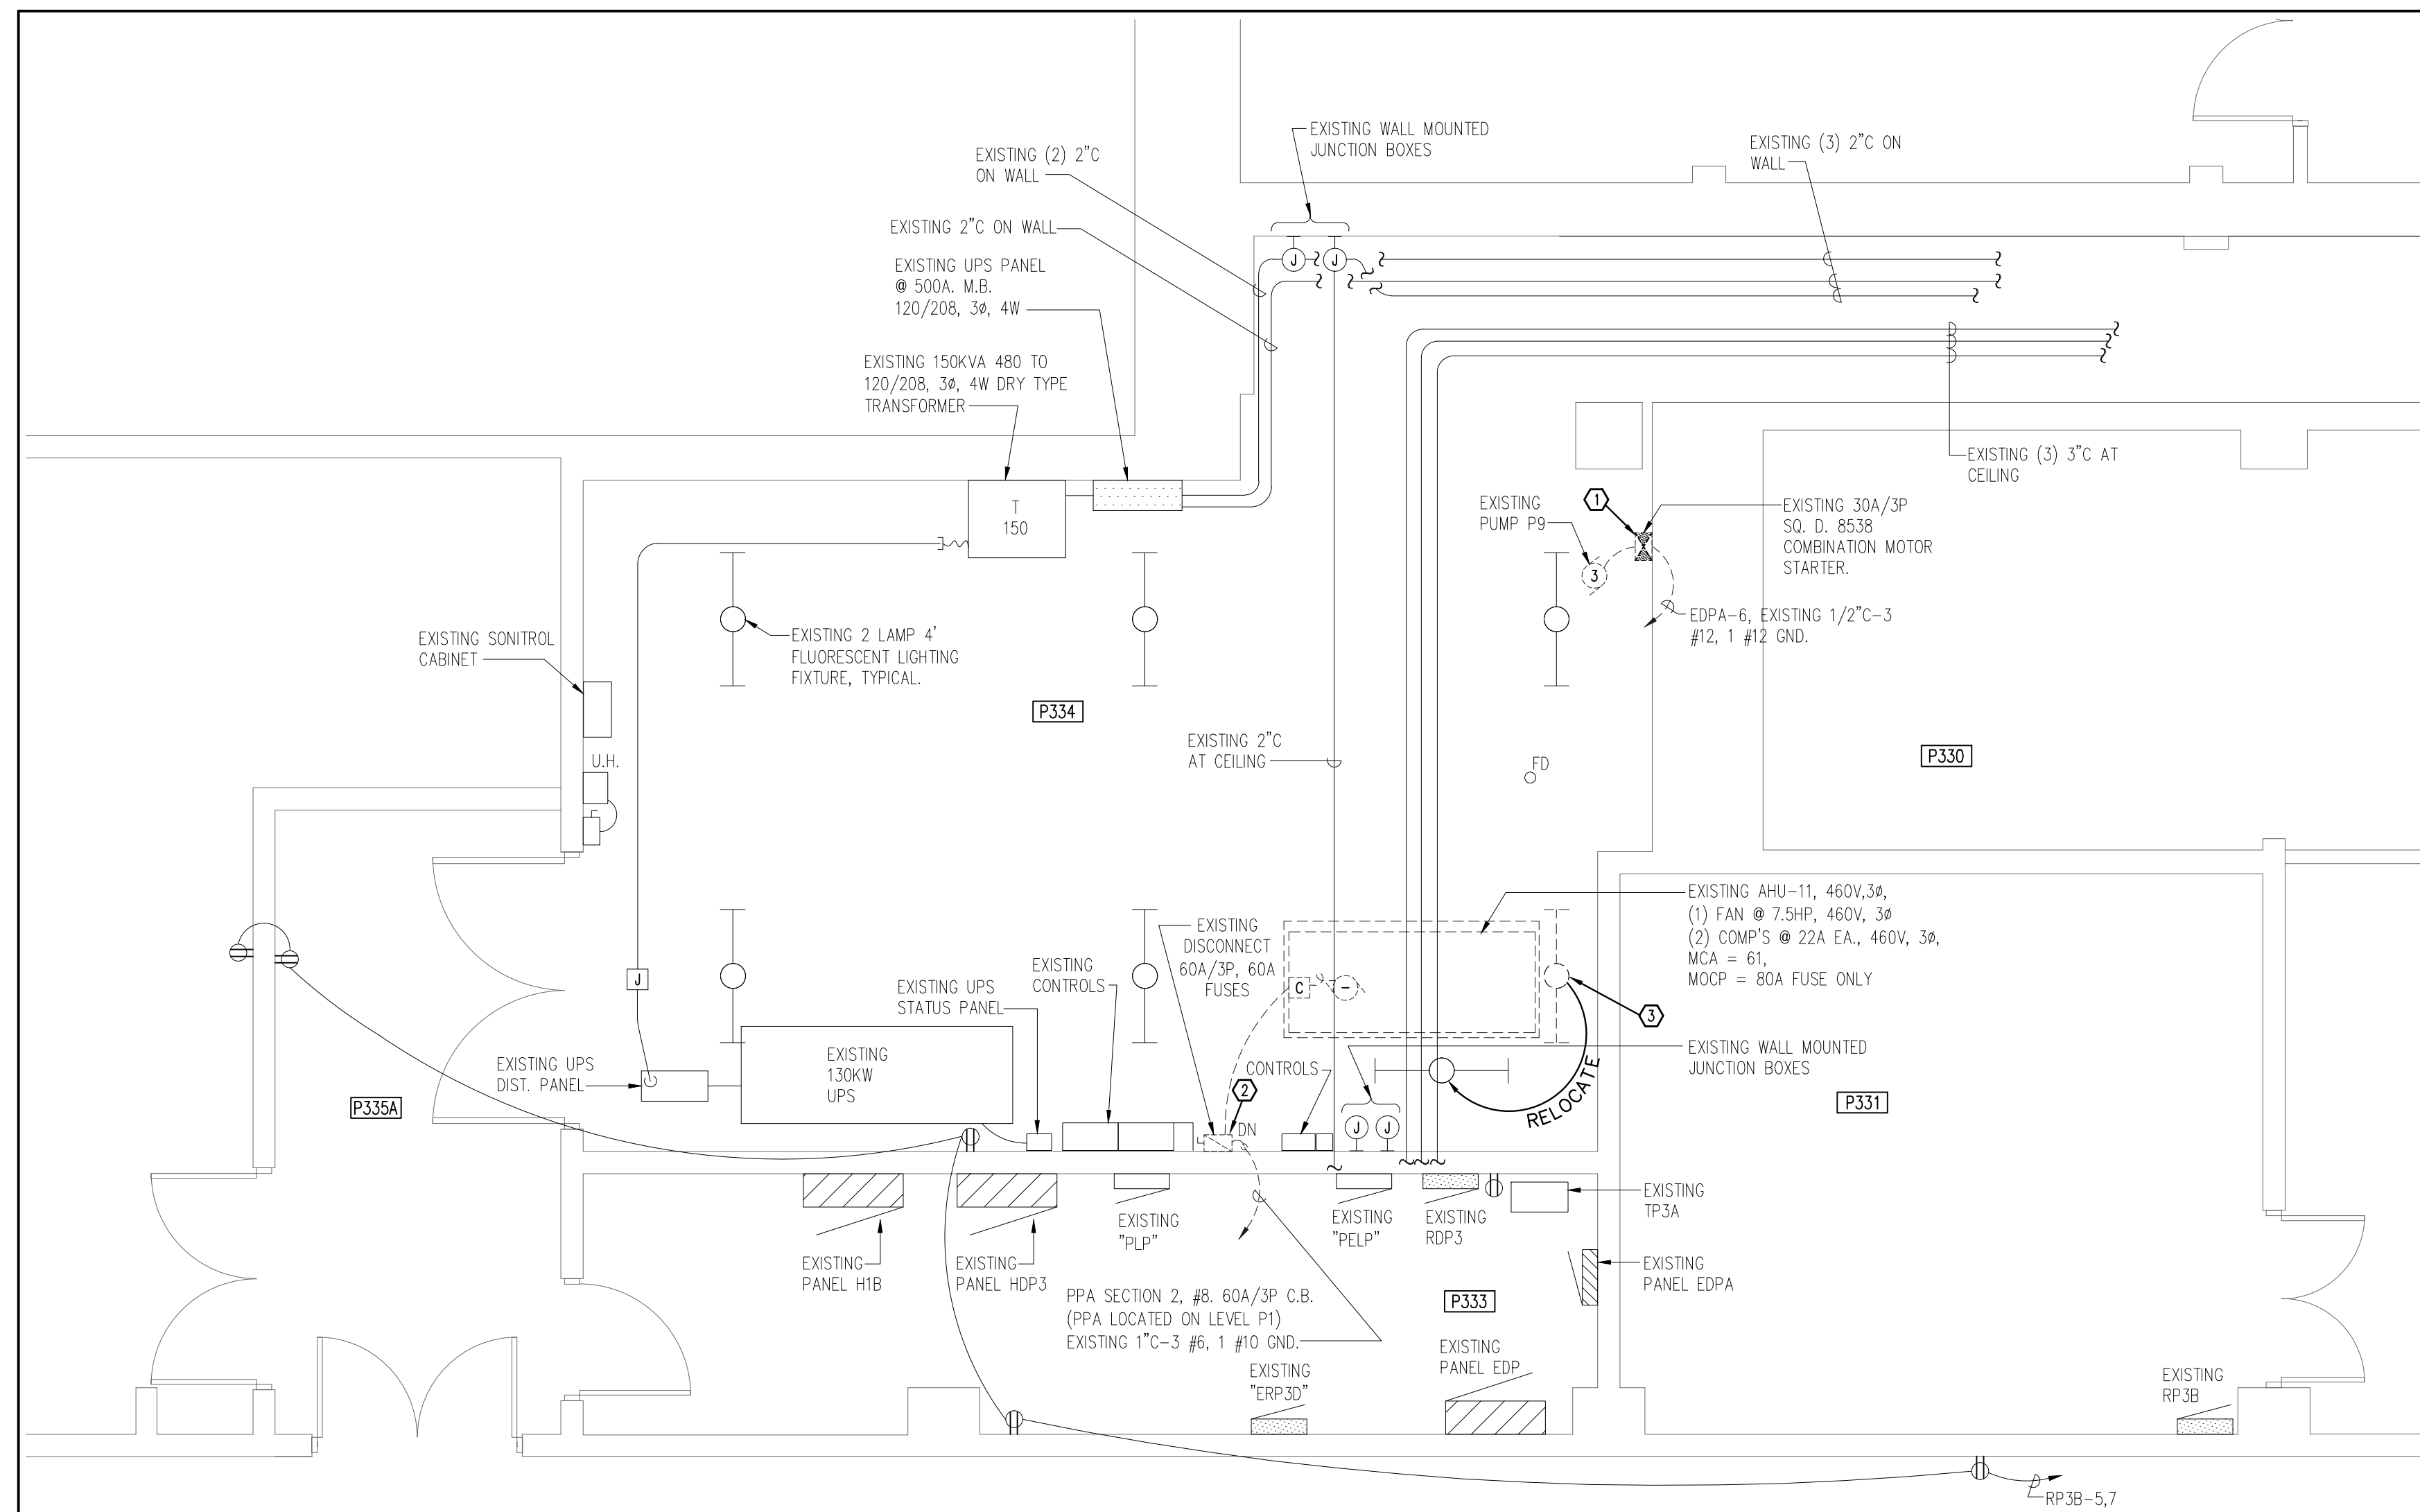 EXISTING WALL MOUNTED
JUNCTION BOXES
EXISTING (2) 2"C
ON WALL
EXISTING (3) 2"C ON
WALL
EXISTING 2"C ON WALL
EXISTING UPS PANEL
@ 500A. M.B.
120/208, 3ø, 4W
J
J
EXISTING 150KVA 480 TO
120/208, 3ø, 4W DRY TYPE
TRANSFORMER
EXISTING (3) 3"C AT
CEILING
T
150
EXISTING
PUMP P9
1
3
EXISTING 30A/3P
SQ. D. 8538
COMBINATION MOTOR
STARTER.
EDPA-6, EXISTING 1/2"C-3
#12, 1 #12 GND.
EXISTING SONITROL
CABINET
EXISTING 2 LAMP 4'
FLUORESCENT LIGHTING
FIXTURE, TYPICAL.
P334
U.H.
EXISTING 2"C
AT CEILING
FD
P330
EXISTING AHU-11, 460V,3ø,
(1) FAN @ 7.5HP, 460V, 3ø
(2) COMP'S @ 22A EA., 460V, 3ø,
MCA = 61,
MOCP = 80A FUSE ONLY
EXISTING
DISCONNECT
60A/3P, 60A
FUSES
EXISTING
CONTROLS
EXISTING UPS
STATUS PANEL
J
C
-
3
EXISTING WALL MOUNTED
JUNCTION BOXES
EXISTING UPS
DIST. PANEL
EXISTING
130KW
UPS
CONTROLS
2
DN
J
J
RELOCATE
P335A
P331
EXISTING
PANEL H1B
EXISTING
PANEL HDP3
EXISTING
"PLP"
EXISTING
"PELP"
EXISTING
RDP3
EXISTING
TP3A
EXISTING
PANEL EDPA
PPA SECTION 2, #8. 60A/3P C.B.
(PPA LOCATED ON LEVEL P1)
EXISTING 1"C-3 #6, 1 #10 GND.
P333
EXISTING
"ERP3D"
EXISTING
PANEL EDP
EXISTING
RP3B
RP3B-5,7